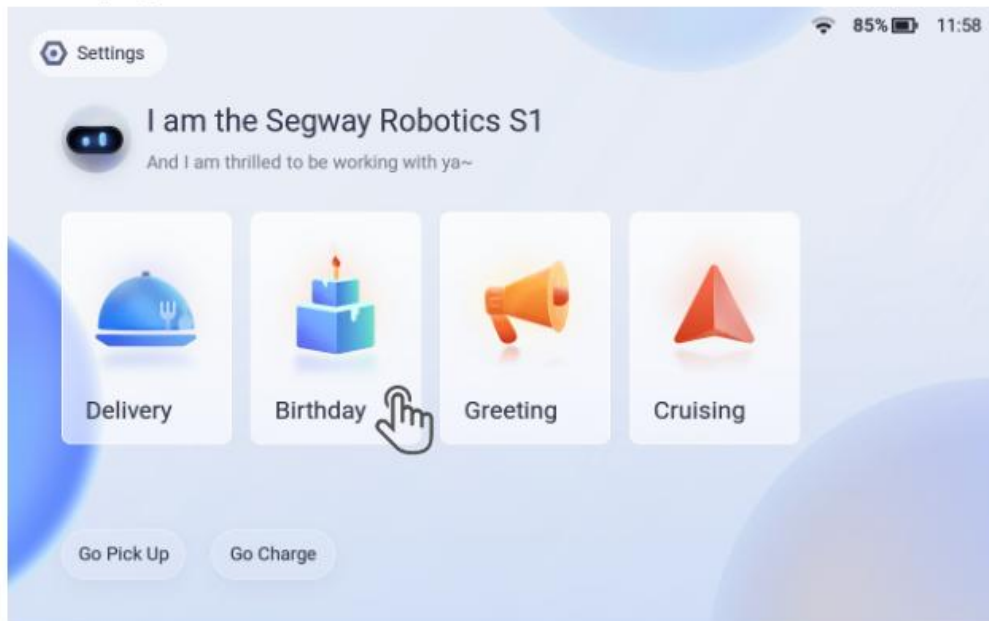 85% 11:58
Settings
I am the Segway Robotics S1
And I am thrilled to be working with ya~
Delivery
Birthday
Greeting
Cruising
Go Pick Up
Go Charge